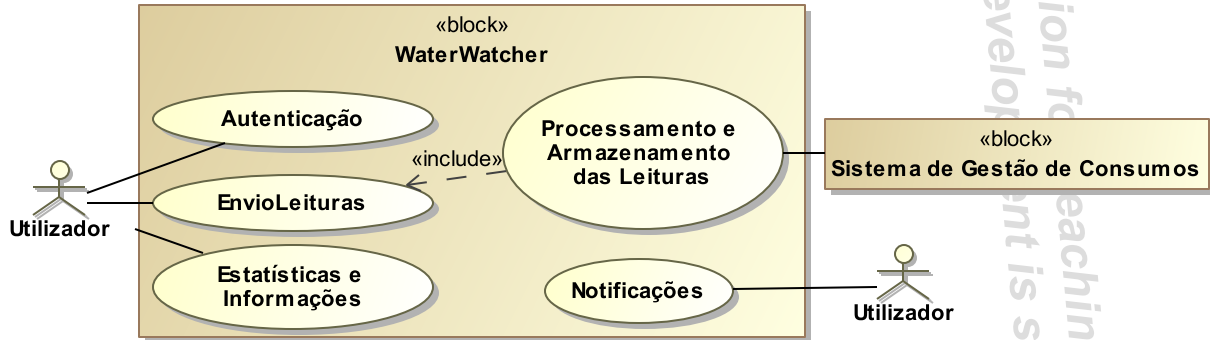 «block»
WaterWatcher
Autenticação
Processamento e
Armazenamento
das Leituras
«include»
EnvioLeituras
Estatísticas e
Informações
Notificações
Utilizador
«block»
Sistema de Gestão de Consumos
Utilizador